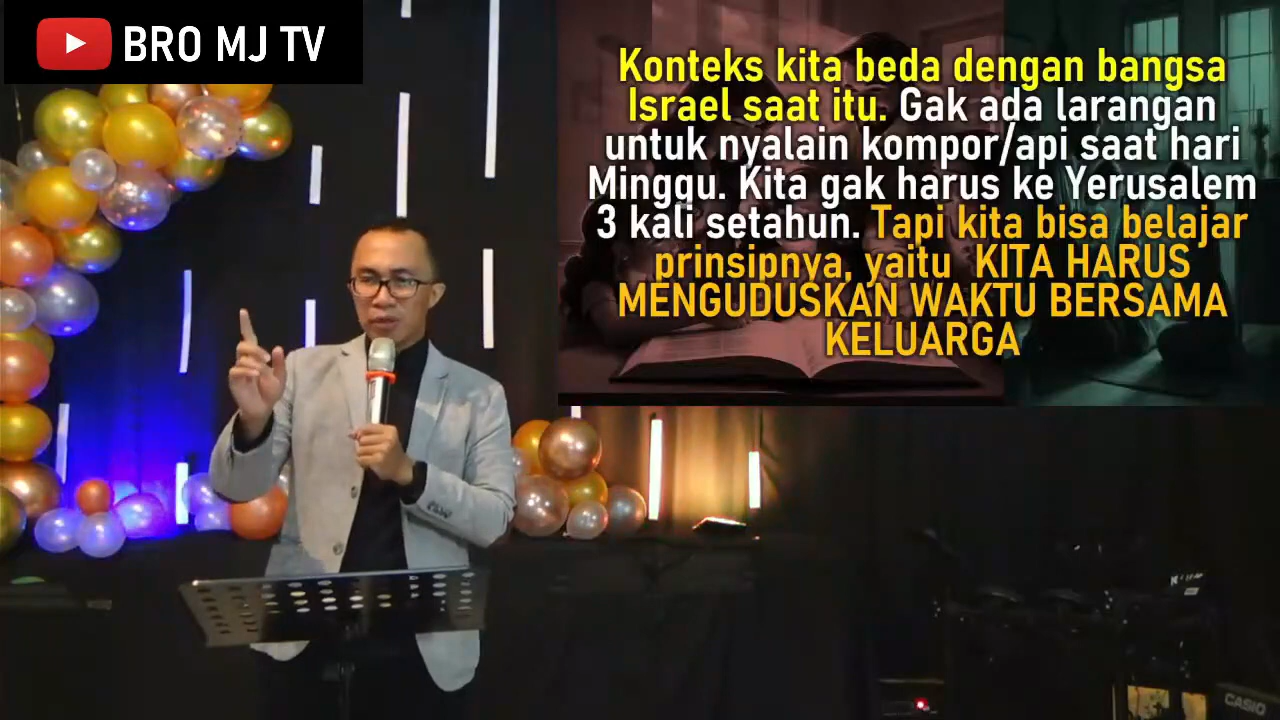 BRO MJ TV
Konteks kita beda dengan bangsa
Israel saat itu. Gak ada larangan
untuk nyalain kompor/api saat hari
Minggu. Kita gak harus ke Yerusalem
3 kali setahun. Tapi kita bisa belajar
prinsipnya, yaitu KITA HARUS
MENGUDUSKAN WAKTU BERSAMA
KELUARGA
CASIO